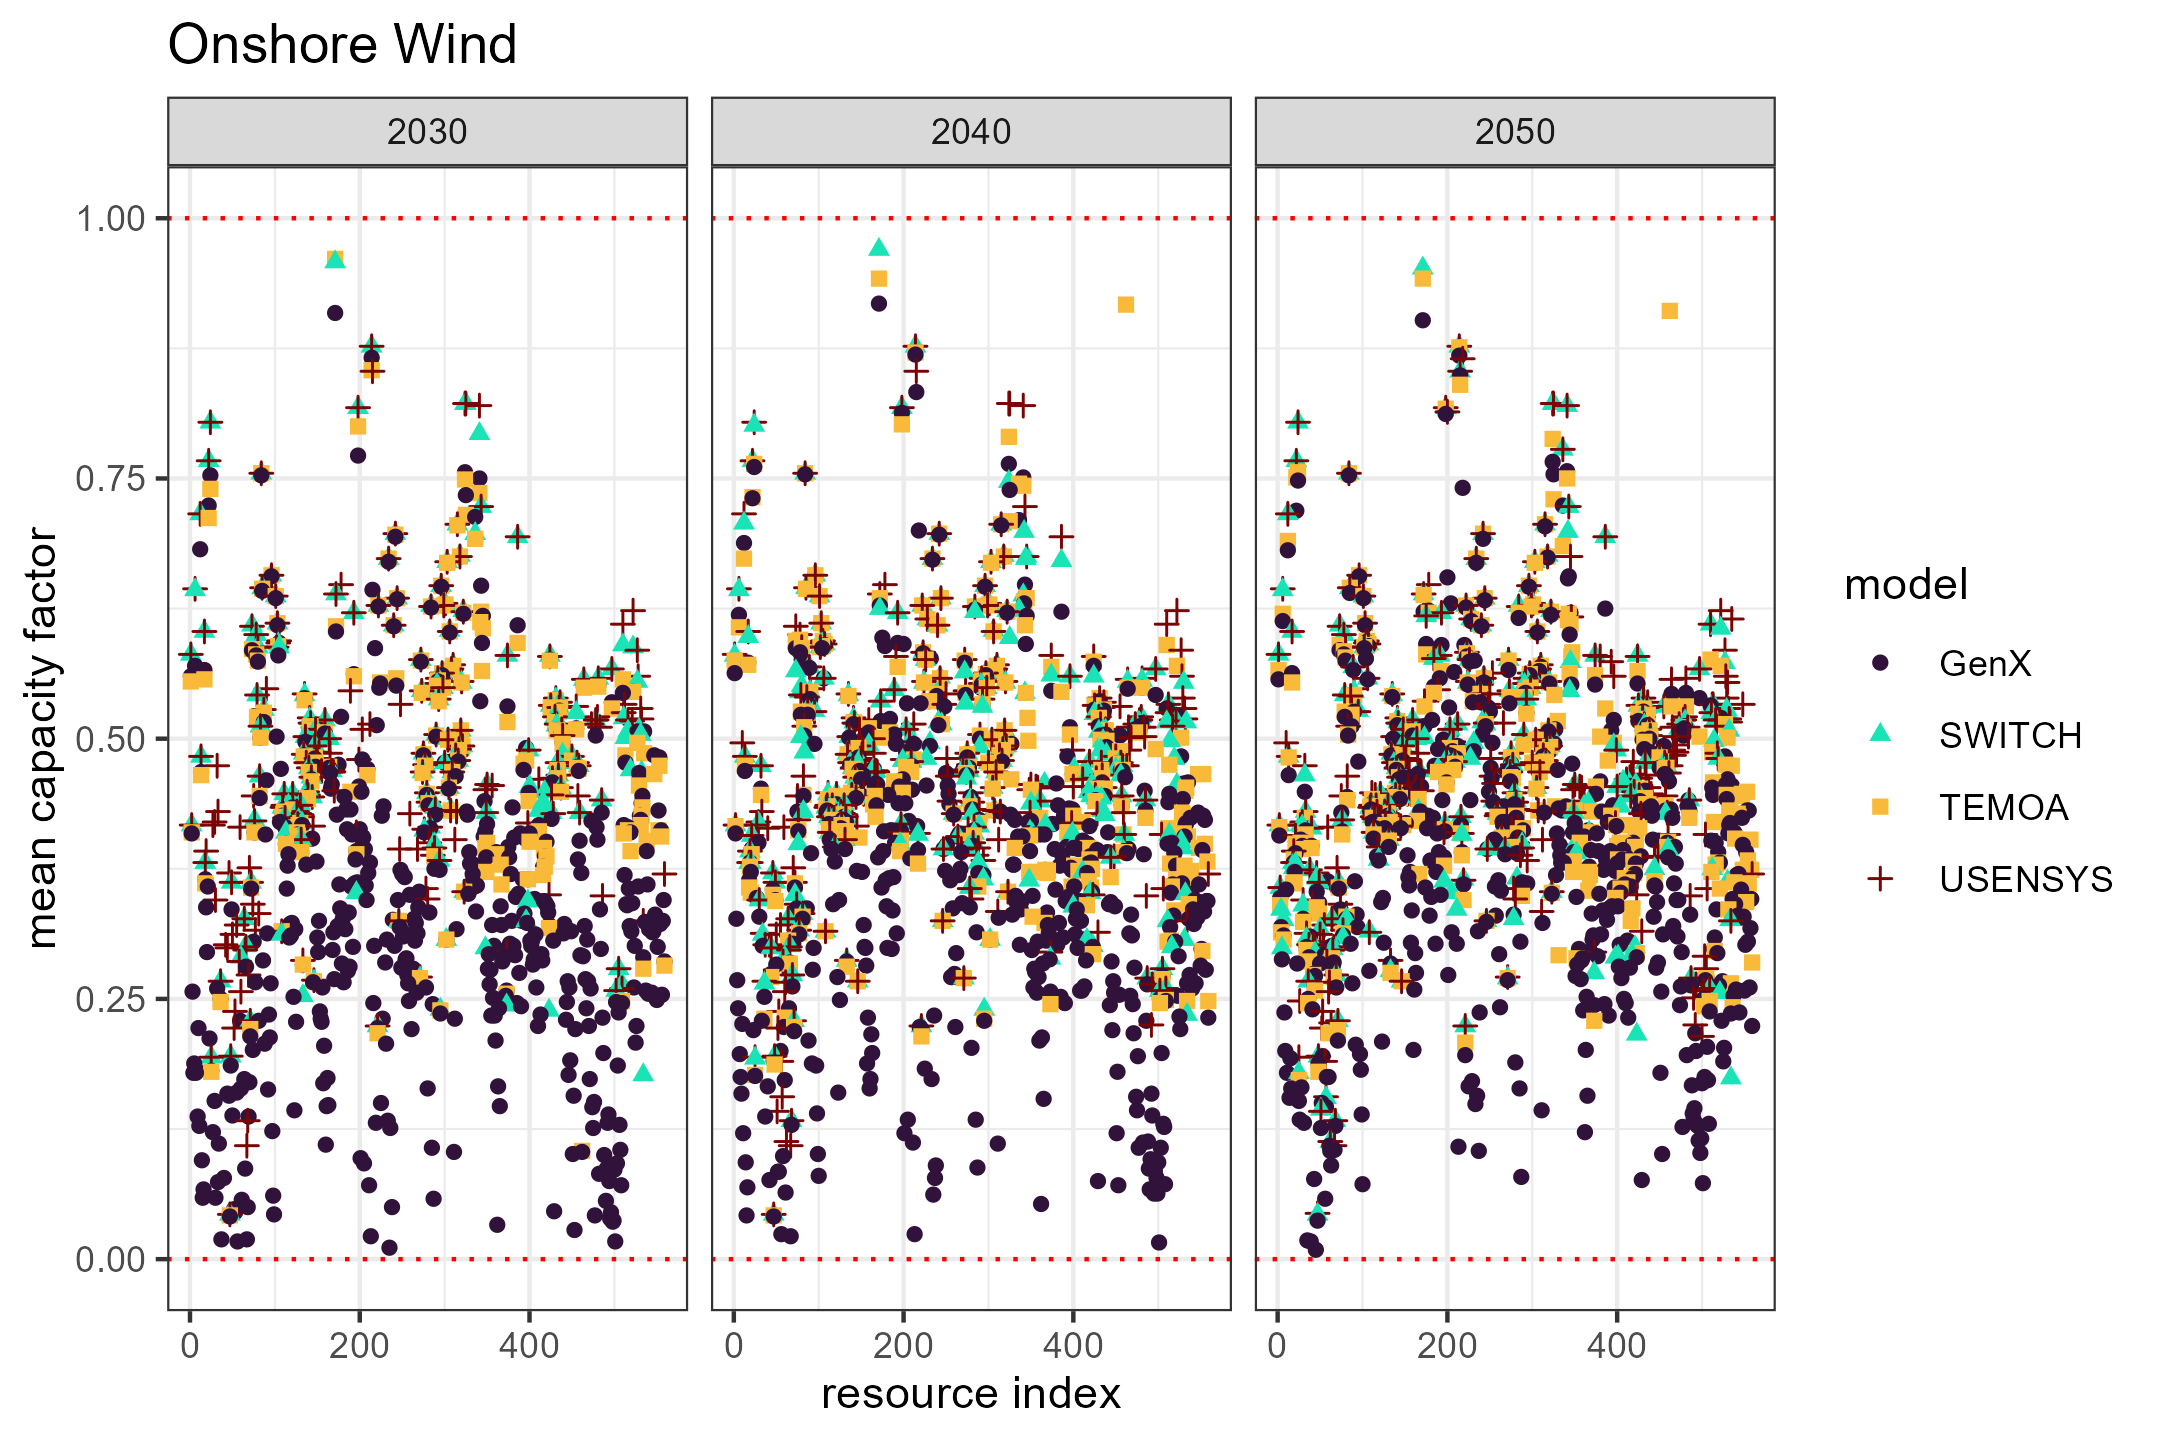 Onshore Wind
2030 2040 2050
mean capacity factor
1.00
0.75
0.50
0.25
0.00
0 200 400 0 200 400 0 200 400
resource index
model
GenX
SWITCH
TEMOA
USENSYS